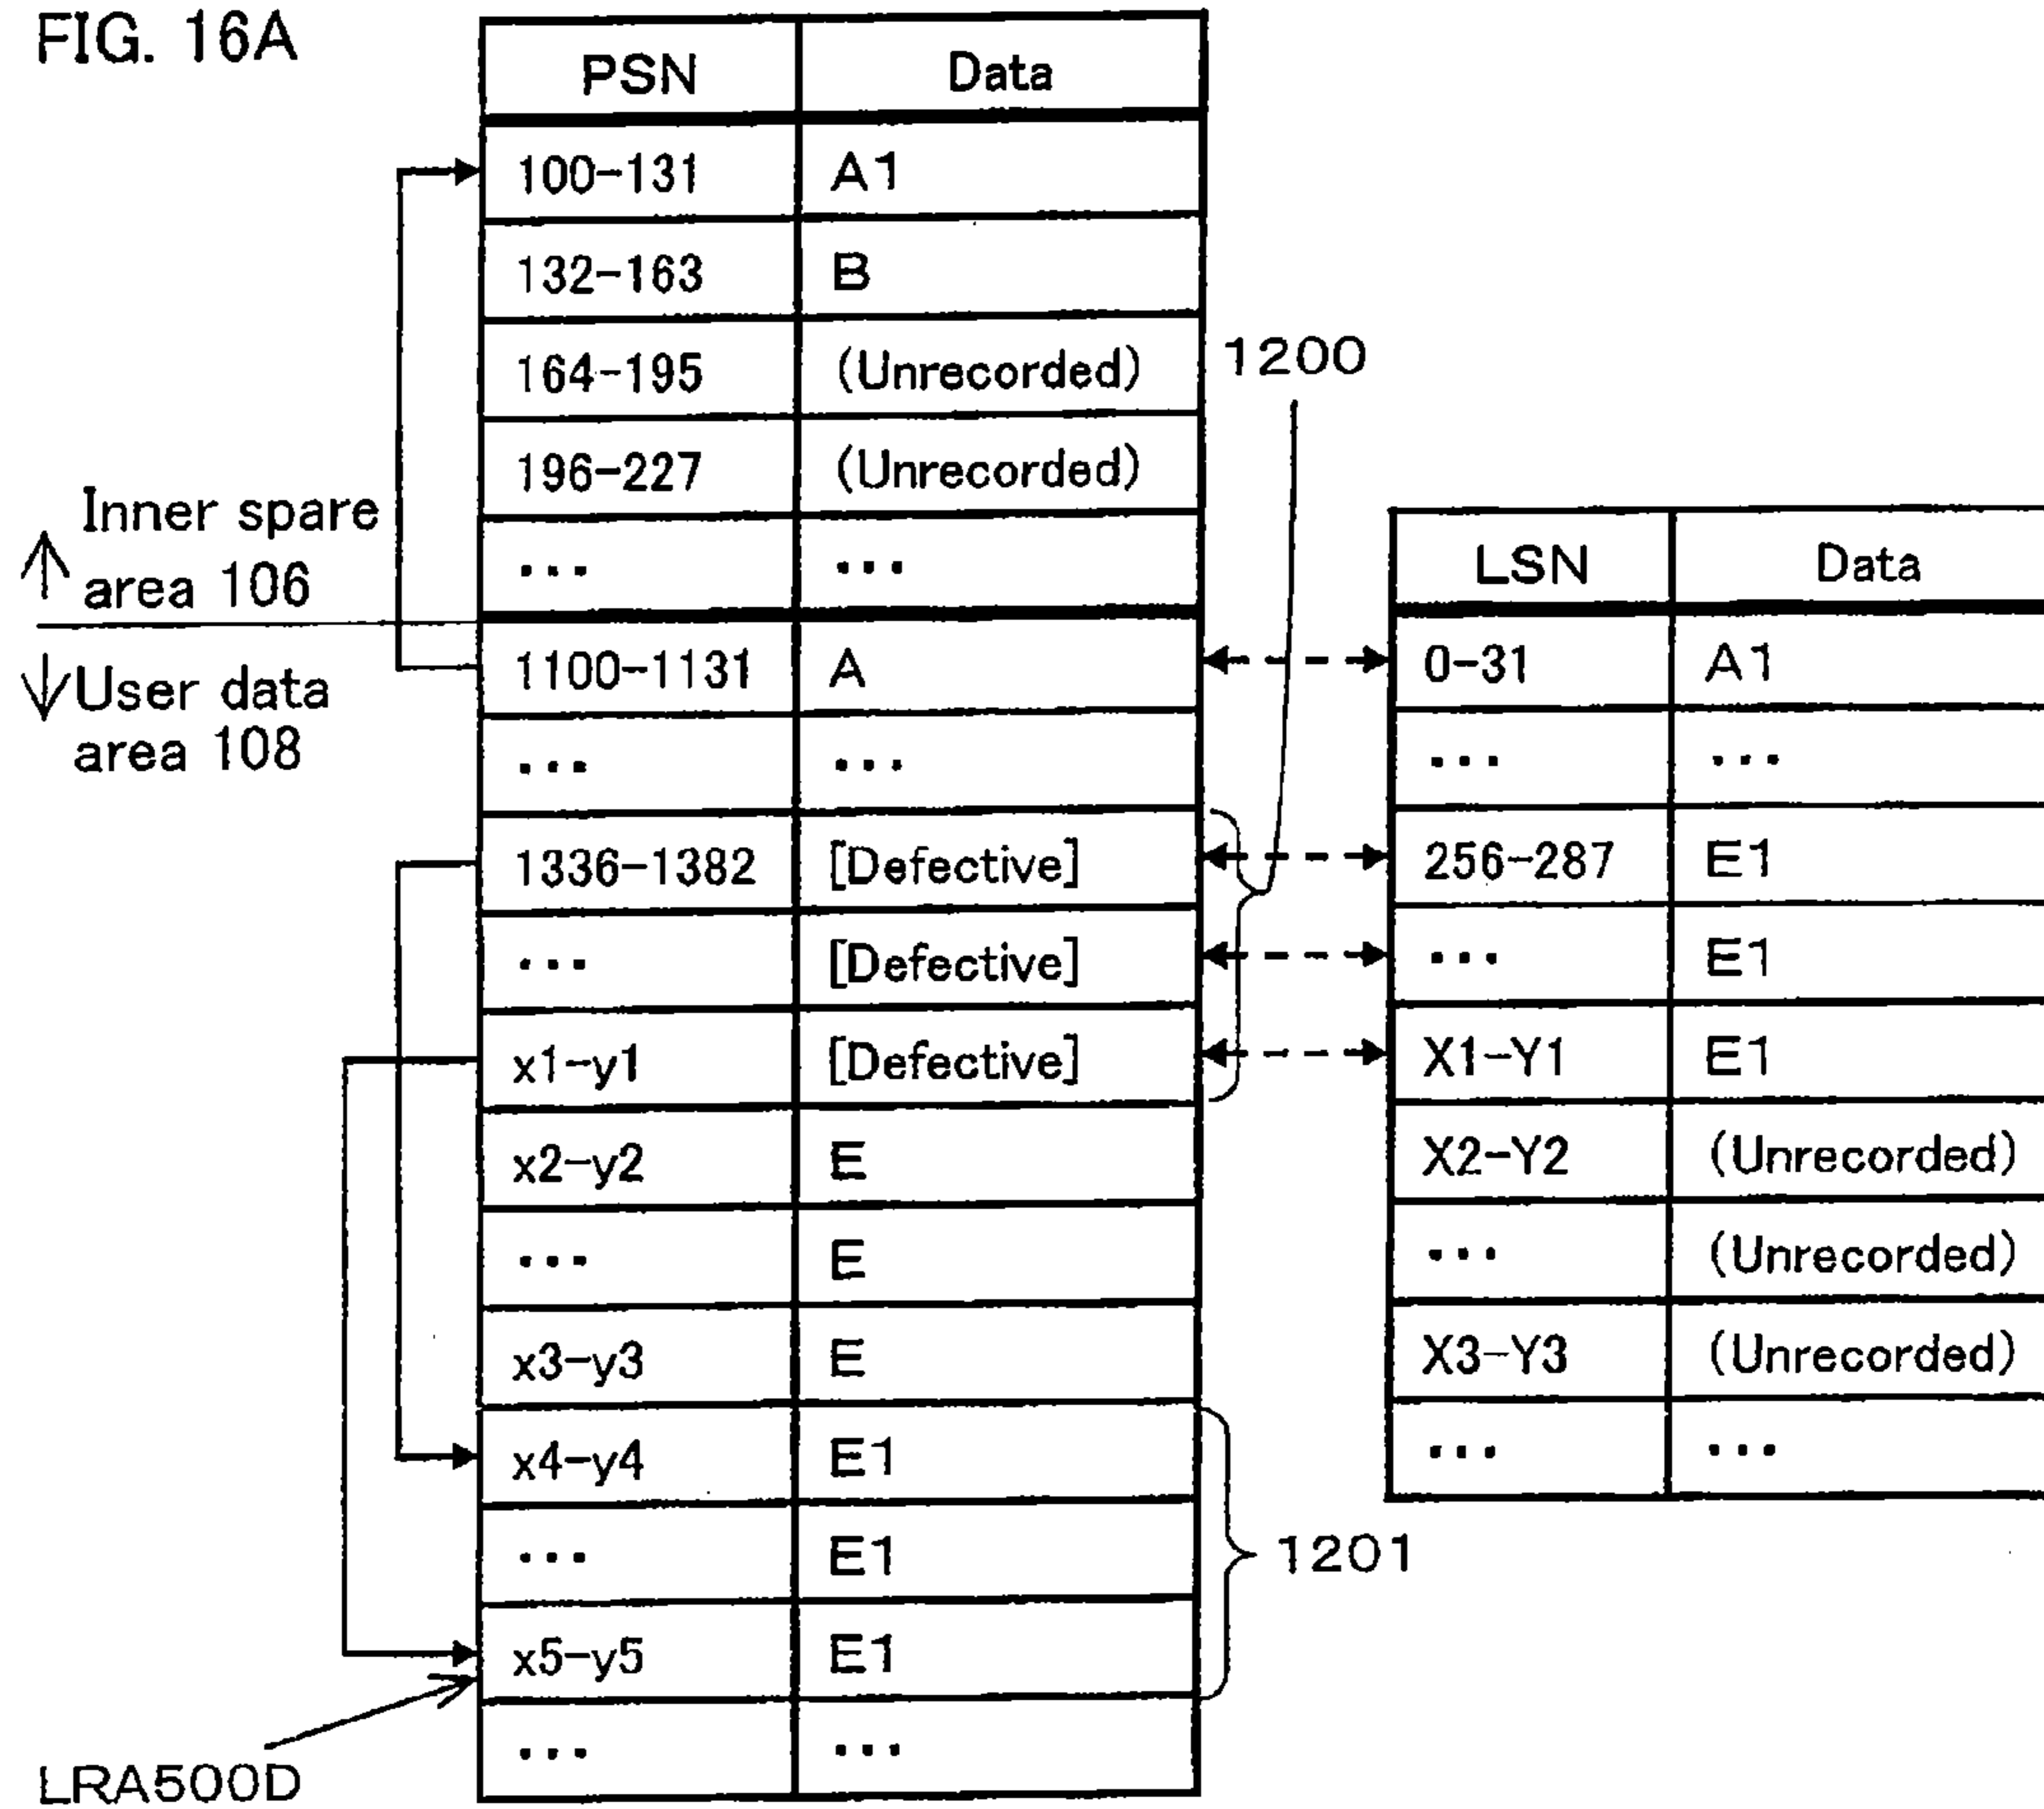 FIG. 16A
PSN Data
100-131 A1
132-163 B
164-195 (Unrecorded)
196-227 (Unrecorded)
... ...
1100-1131 A
... ...
1336-1382 [Defective]
... [Defective]
x1-y1 [Defective]
x2-y2 E
... E
x3-y3 E
x4-y4 E1
... E1
x5-y5 E1
... ...
Inner spare
area 106
User data
area 108
LRA500D
1200
1201
LSN Data
0-31 A1
... ...
256-287 E1
... E1
X1-Y1 E1
X2-Y2 (Unrecorded)
... (Unrecorded)
X3-Y3 (Unrecorded)
... ...